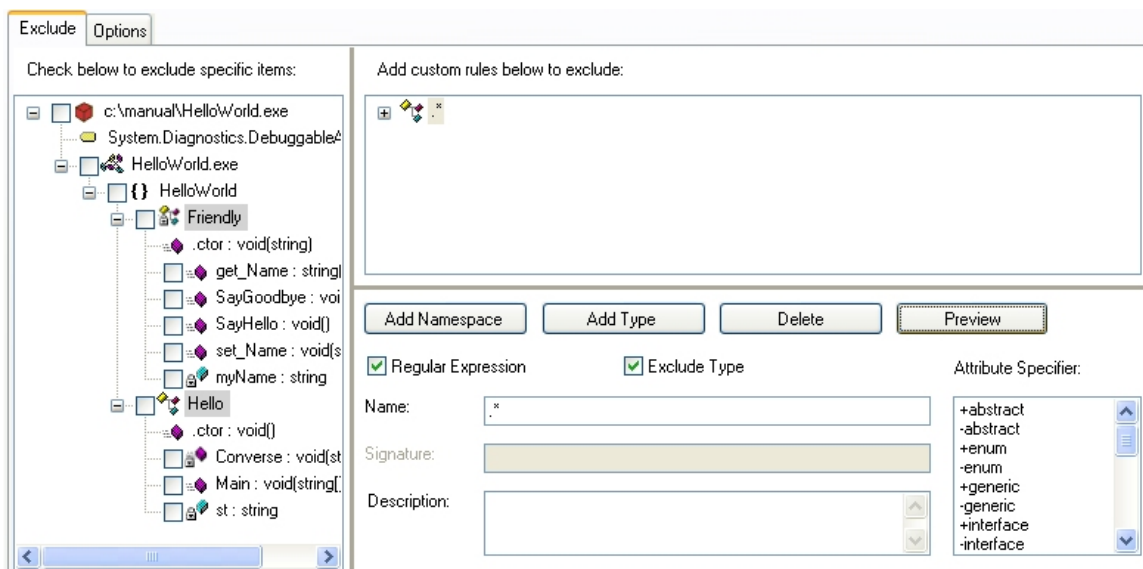 Exclude
Options
Check below to exclude specific items:
c:\manual\HelloWorld.exe
System.Diagnostics.Debuggable
HelloWorld.exe
{} HelloWorld
Friendly
.ctor : void(string)
get_Name : string(
SayGoodbye : voi
SayHello : void()
set_Name : void(s
myName : string
Hello
.ctor : void()
Converse : void(st
Main : void(string[]
st : string
Add custom rules below to exclude:
.*
Add Namespace
Add Type
Delete
Preview
Regular Expression
Exclude Type
Attribute Specifier:
Name:
.*
Signature:
Description:
+abstract
-abstract
+enum
-enum
+generic
-generic
+interface
-interface